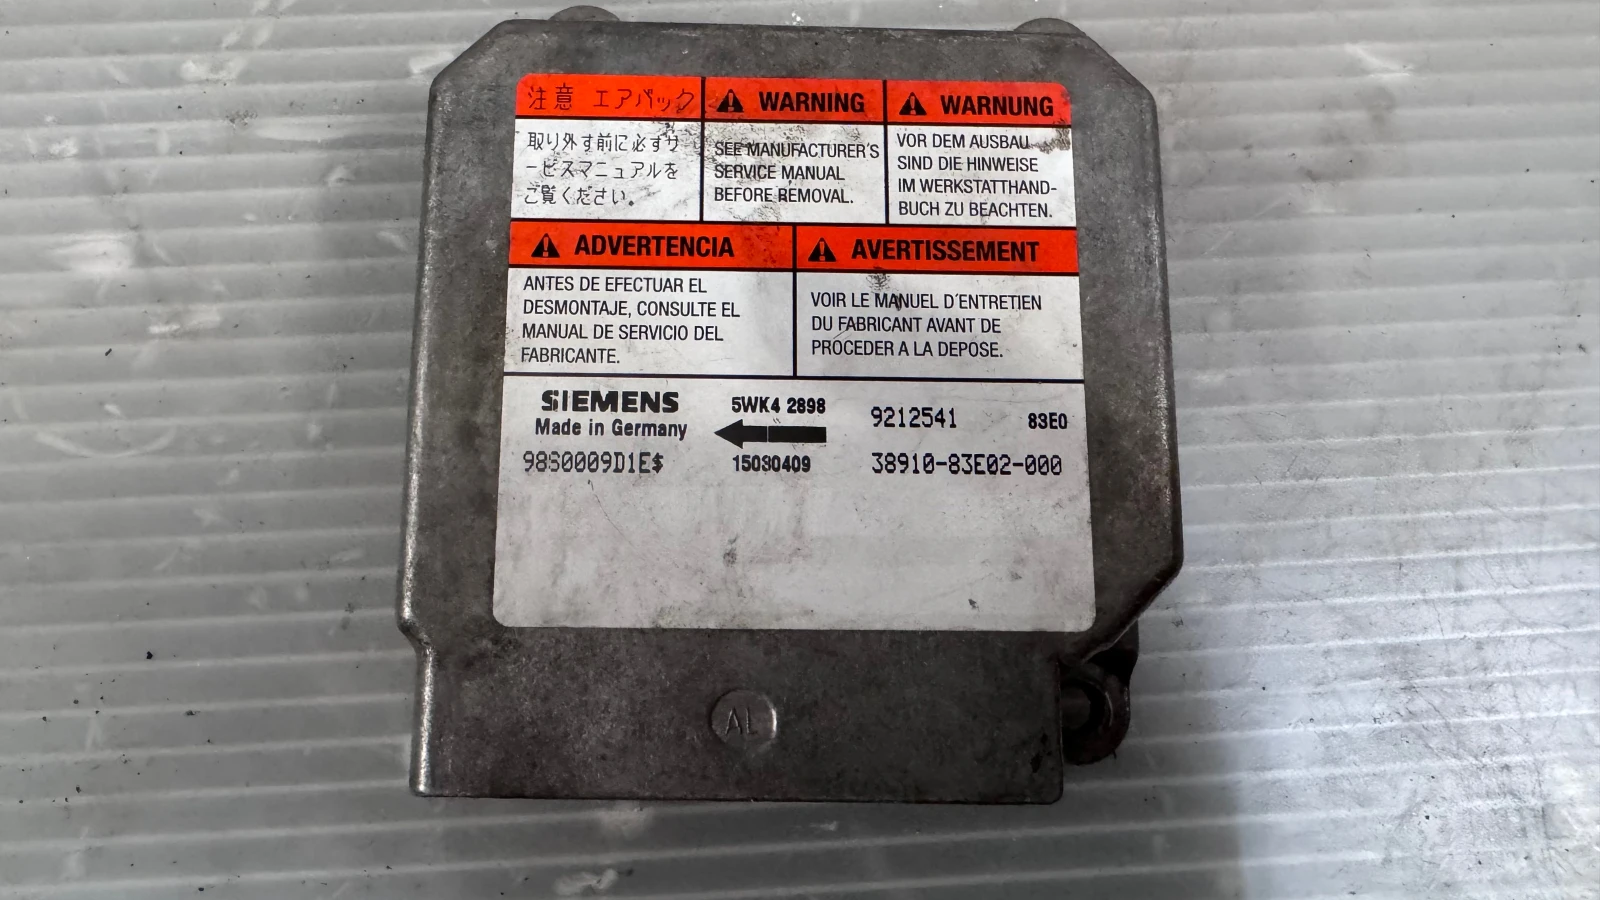 注意 エアバック
取り外す前に必ずサ
ービスマニュアルを
ご覧ください。
WARNING
SEE MANUFACTURER'S
SERVICE MANUAL
BEFORE REMOVAL.
WARNUNG
VOR DEM AUSBAU
SIND DIE HINWEISE
IM WERKSTATTHAND-
BUCH ZU BEACHTEN.
ADVERTENCIA
ANTES DE EFECTUAR EL
DESMONTAJE, CONSULTE EL
MANUAL DE SERVICIO DEL
FABRICANTE.
AVERTISSEMENT
VOIR LE MANUEL D'ENTRETIEN
DU FABRICANT AVANT DE
PROCEDER A LA DEPOSE.
SIEMENS 5WK4 2898 9212541 83E0
Made in Germany
98S0009D1E$ 15080409 38910-83E02-000
AL